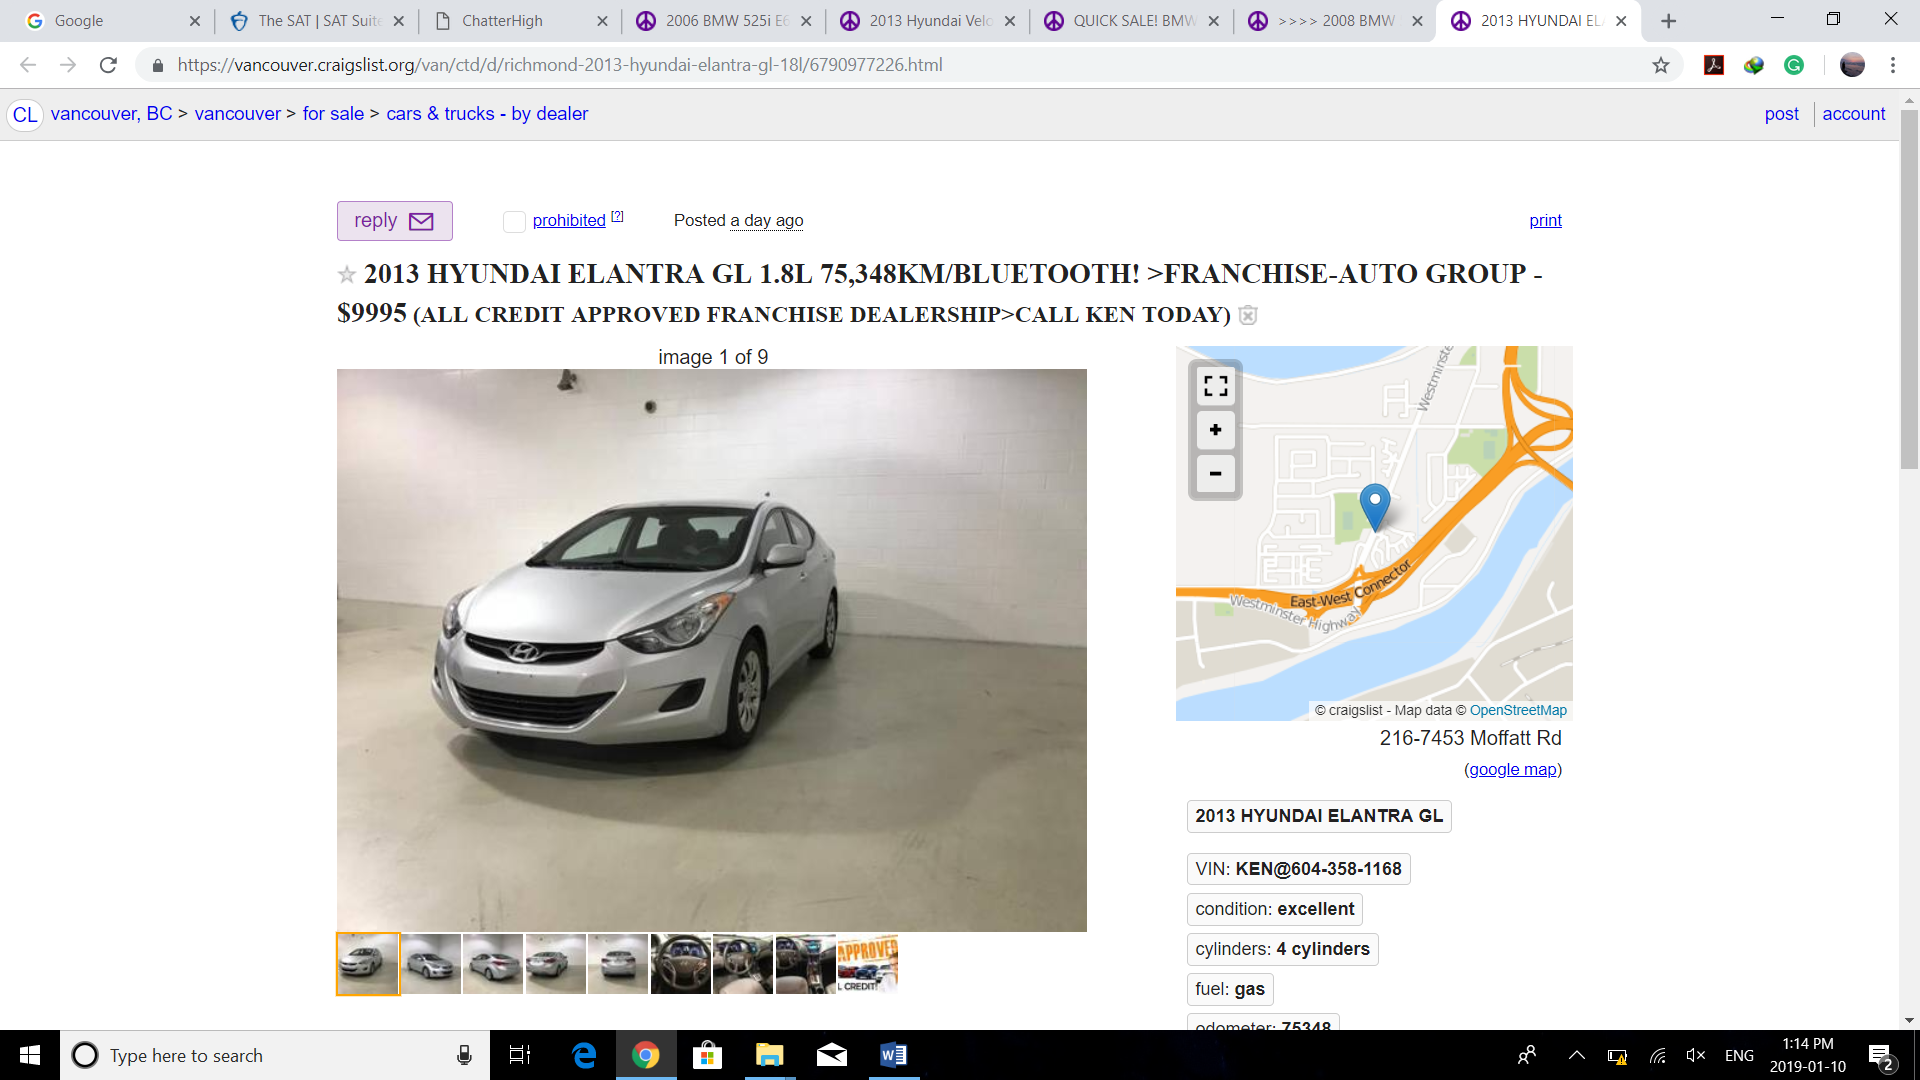 Google
The SAT | SAT Suite
ChatterHigh
2006 BMW 525i E6
2013 Hyundai Velo
QUICK SALE! BMW
>>>> 2008 BMW
2013 HYUNDAI EL
https://vancouver.craigslist.org/van/ctd/d/richmond-2013-hyundai-elantra-gl-18l/6790977226.html
CL vancouver, BC > vancouver > for sale > cars & trucks - by dealer
post account
reply prohibited [?] Posted a day ago print
2013 HYUNDAI ELANTRA GL 1.8L 75,348KM/BLUETOOTH! >FRANCHISE-AUTO GROUP -
$9995 (ALL CREDIT APPROVED FRANCHISE DEALERSHIP>CALL KEN TODAY)
image 1 of 9
+
-
Westminste
East-West Connector
Westminster Highway
© craigslist - Map data © OpenStreetMap
216-7453 Moffatt Rd
(google map)
2013 HYUNDAI ELANTRA GL
VIN: KEN@604-358-1168
condition: excellent
cylinders: 4 cylinders
fuel: gas
odometer: 75348
APPROVED
L CREDIT!
Type here to search
ENG
1:14 PM
2019-01-10
2